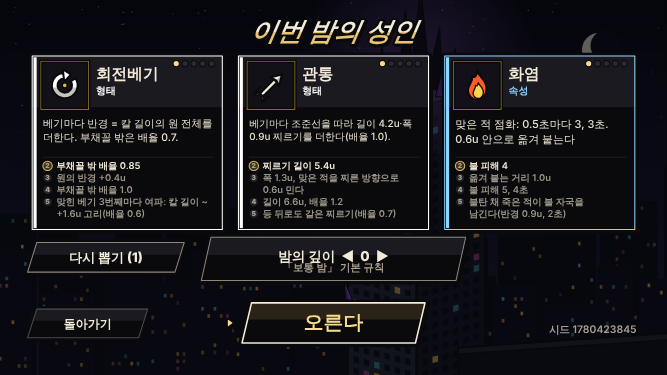 이번 밤의 성인
회전베기
형태
베기마다 반경 = 칼 길이의 원 전체를
더한다. 부채꼴 밖은 배율 0.7.
2 부채꼴 밖 배율 0.85
3 원의 반경 +0.4u
4 부채꼴 밖 배율 1.0
5 맞힌 베기 3번째마다 여파: 칼 길이 ~
+1.6u 고리(배율 0.6)
관통
형태
베기마다 조준선을 따라 길이 4.2u·폭
0.9u 찌르기를 더한다(배율 1.0).
2 찌르기 길이 5.4u
3 폭 1.3u, 맞은 적을 찌른 방향으로
0.6u 민다
4 길이 6.6u, 배율 1.2
5 등 뒤로도 같은 찌르기(배율 0.7)
화염
속성
맞은 적 점화: 0.5초마다 3, 3초.
0.6u 안으로 옮겨 붙는다
2 불 피해 4
3 옮겨 붙는 거리 1.0u
4 불 피해 5, 4초
5 불탄 채 죽은 적이 불 자국을
남긴다(반경 0.9u, 2초)
다시 뽑기 (1)
밤의 깊이 ◀ 0 ▶
「보통 밤」 기본 규칙
돌아가기
오른다
시드 1780423845